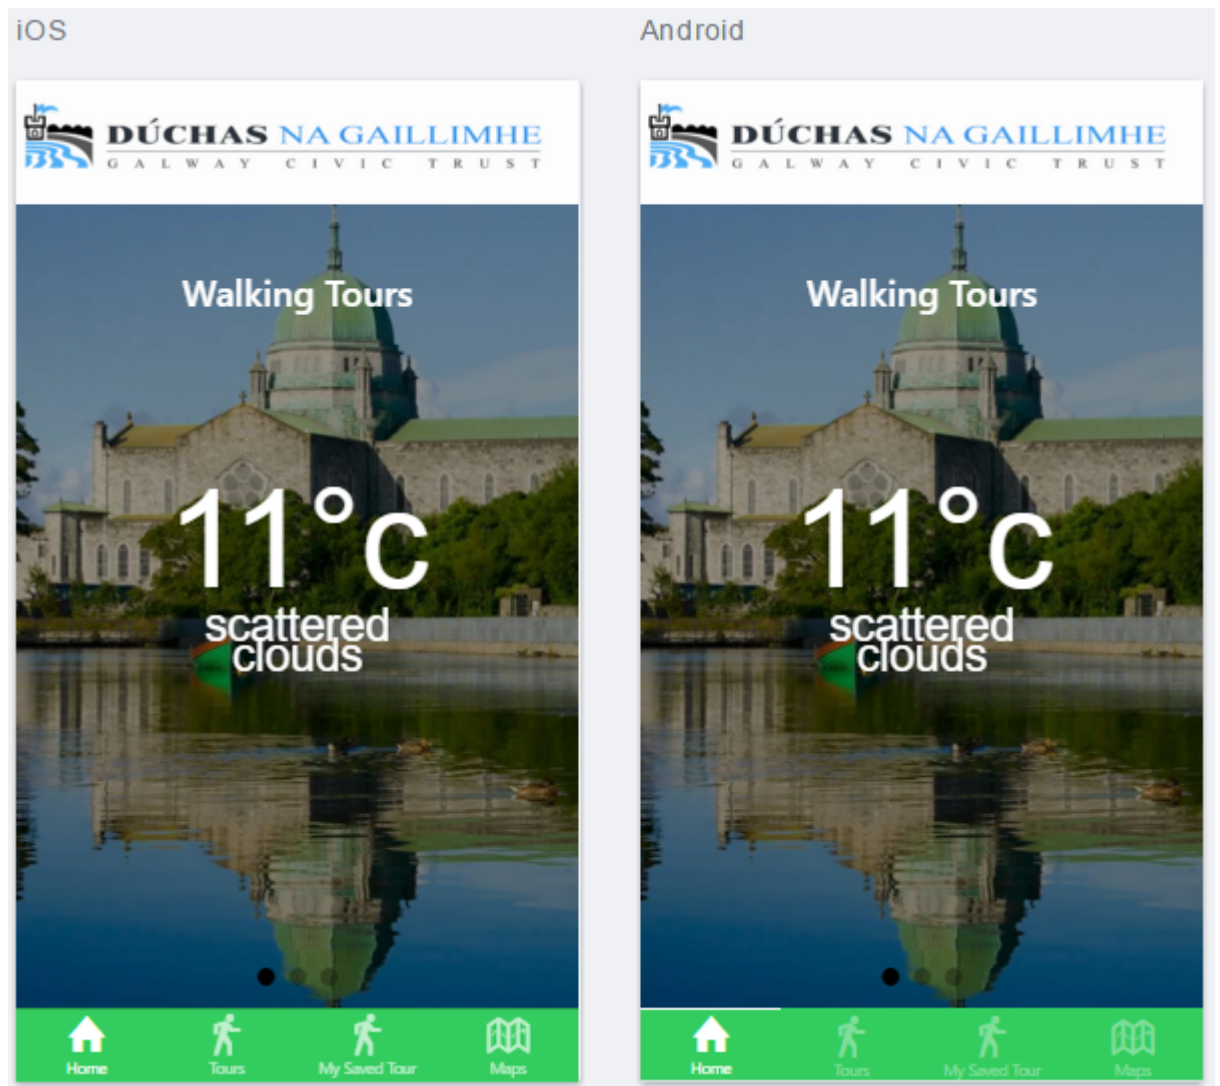 iOS
DÚCHAS NA GAILLIMHE
GALWAY CIVIC TRUST
Walking Tours
11°c
scattered
clouds
Home Tours My Saved Tour Maps
Android
DÚCHAS NA GAILLIMHE
GALWAY CIVIC TRUST
Walking Tours
11°c
scattered
clouds
Home Tours My Saved Tour Maps